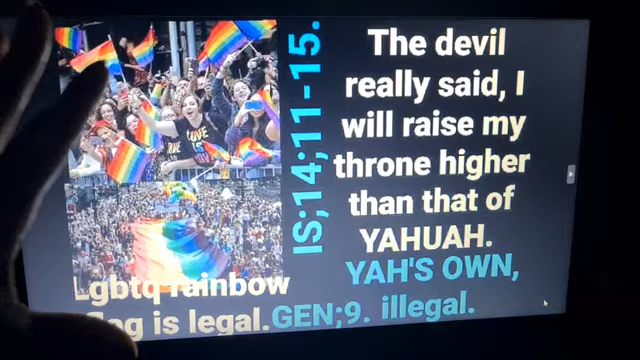 IS;14;11-15.
The devil
really said, I
will raise my
throne higher
than that of
YAHUAH.
YAH'S OWN,
Lgbtq rainbow
is legal. GEN;9. illegal.